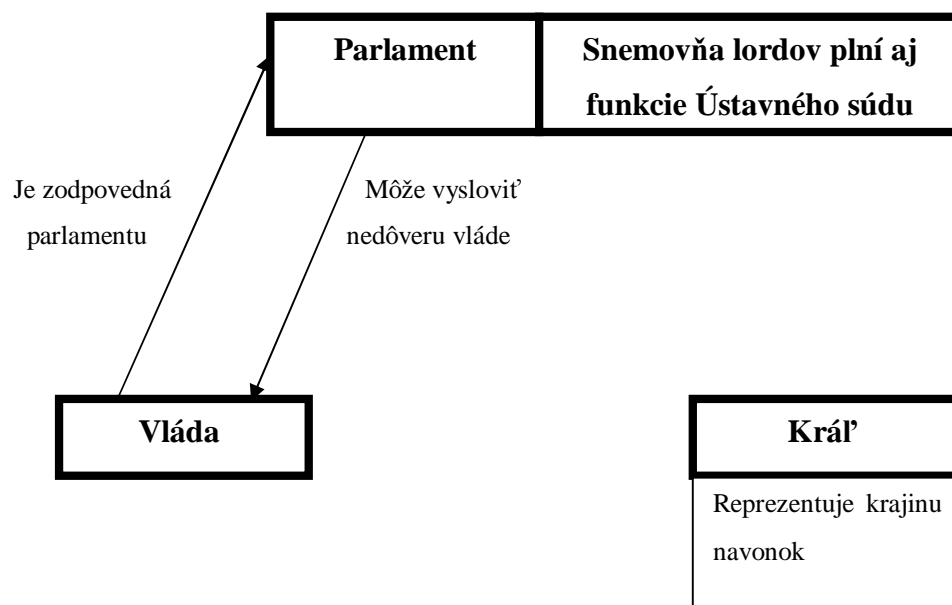 Parlament
Snemovňa lordov plní aj
funkcie Ústavného súdu
Je zodpovedná
parlamentu
Môže vysloviť
nedôveru vláde
Vláda
Kráľ
Reprezentuje krajinu
navonok